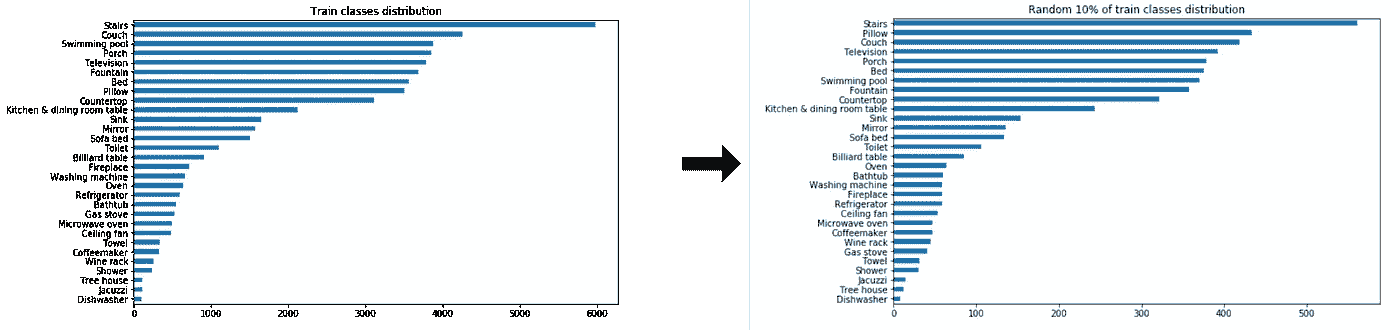 Train classes distribution
Stairs
Couch
Swimming pool
Porch
Television
Fountain
Bed
Pillow
Countertop
Kitchen & dining room table
Sink
Mirror
Sofa bed
Toilet
Billiard table
Fireplace
Washing machine
Oven
Refrigerator
Bathtub
Gas stove
Microwave oven
Ceiling fan
Towel
Coffeemaker
Wine rack
Shower
Tree house
Jacuzzi
Dishwasher
0 1000 2000 3000 4000 5000 6000
Random 10% of train classes distribution
Stairs
Pillow
Couch
Television
Porch
Bed
Swimming pool
Fountain
Countertop
Kitchen & dining room table
Sink
Mirror
Sofa bed
Toilet
Billiard table
Oven
Bathtub
Washing machine
Fireplace
Refrigerator
Ceiling fan
Microwave oven
Coffeemaker
Wine rack
Gas stove
Towel
Shower
Jacuzzi
Tree house
Dishwasher
0 100 200 300 400 500